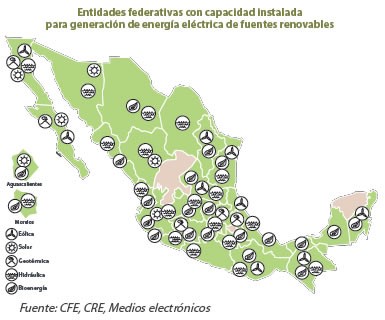 Entidades federativas con capacidad instalada
para generación de energía eléctrica de fuentes renovables
Aguascalientes
Morelos
Eólica
Solar
Geotérmica
Hidráulica
Bioenergía
Fuente: CFE, CRE, Medios electrónicos